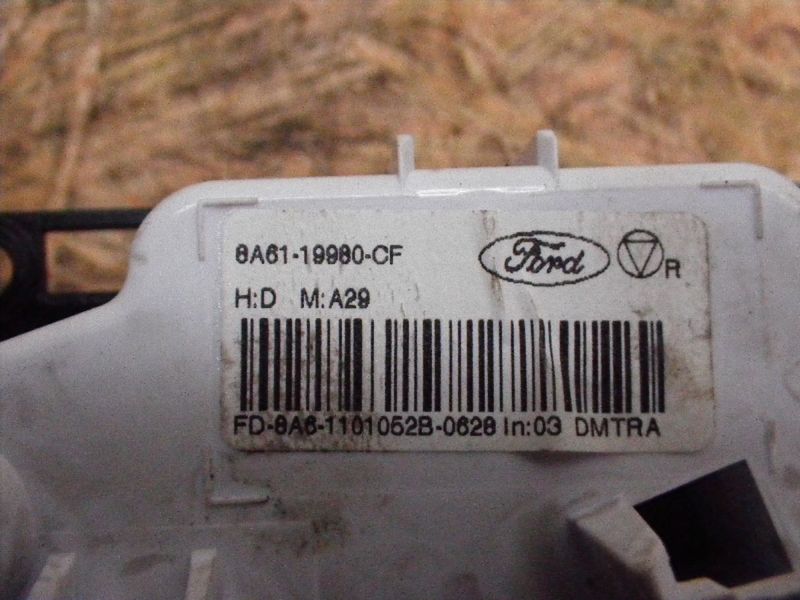 8A61-19980-CF
Ford
R
H:D M:A29
FD-8A6-1101052B-0628 In:03 DMTRA